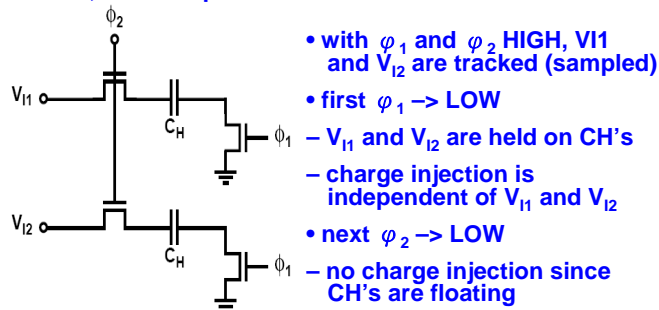 ϕ2
• with φ1 and φ2 HIGH, VI1
and VI2 are tracked (sampled)
VI1
CH
• first φ1 –> LOW
ϕ1
– VI1 and VI2 are held on CH's
– charge injection is
independent of VI1 and VI2
VI2
CH
• next φ2 –> LOW
ϕ1
– no charge injection since
CH's are floating